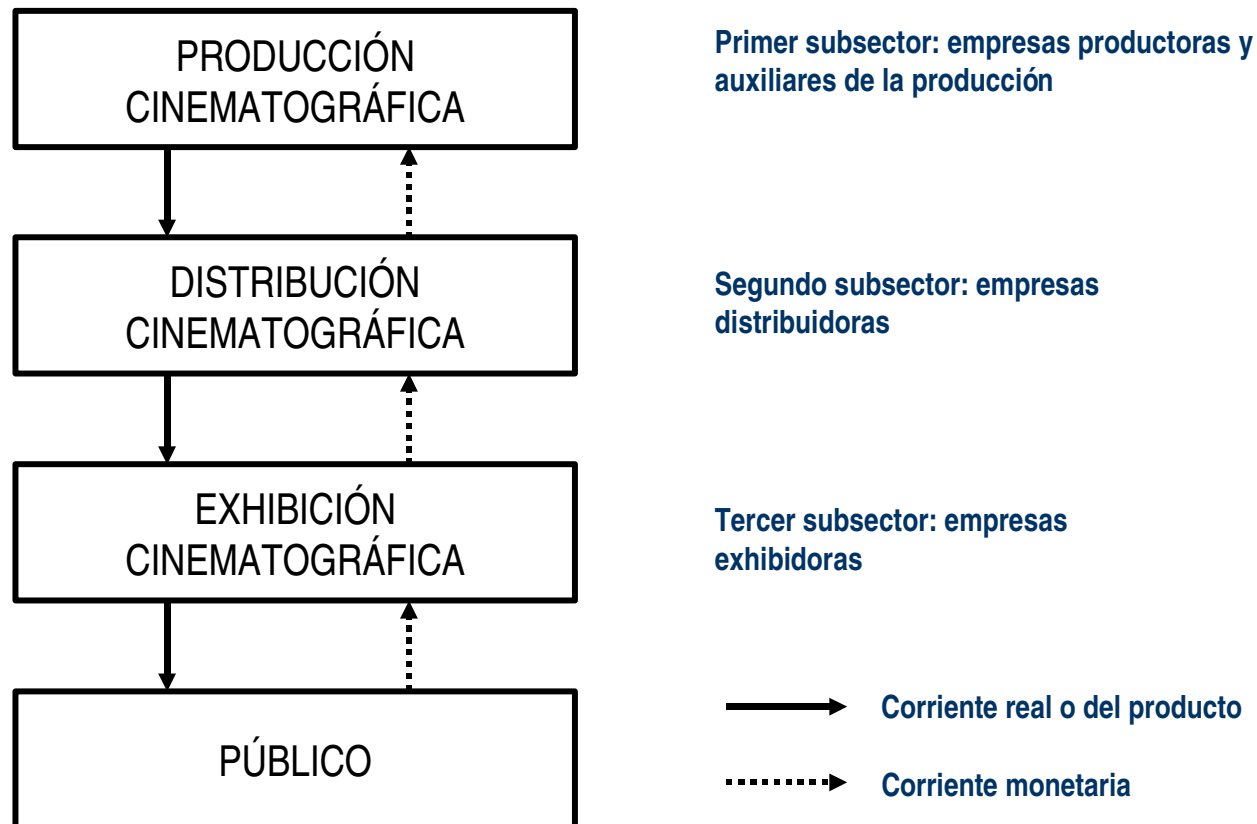 PRODUCCIÓN
CINEMATOGRÁFICA
Primer subsector: empresas productoras y
auxiliares de la producción
DISTRIBUCIÓN
CINEMATOGRÁFICA
Segundo subsector: empresas
distribuidoras
EXHIBICIÓN
CINEMATOGRÁFICA
Tercer subsector: empresas
exhibidoras
PÚBLICO
Corriente real o del producto
Corriente monetaria